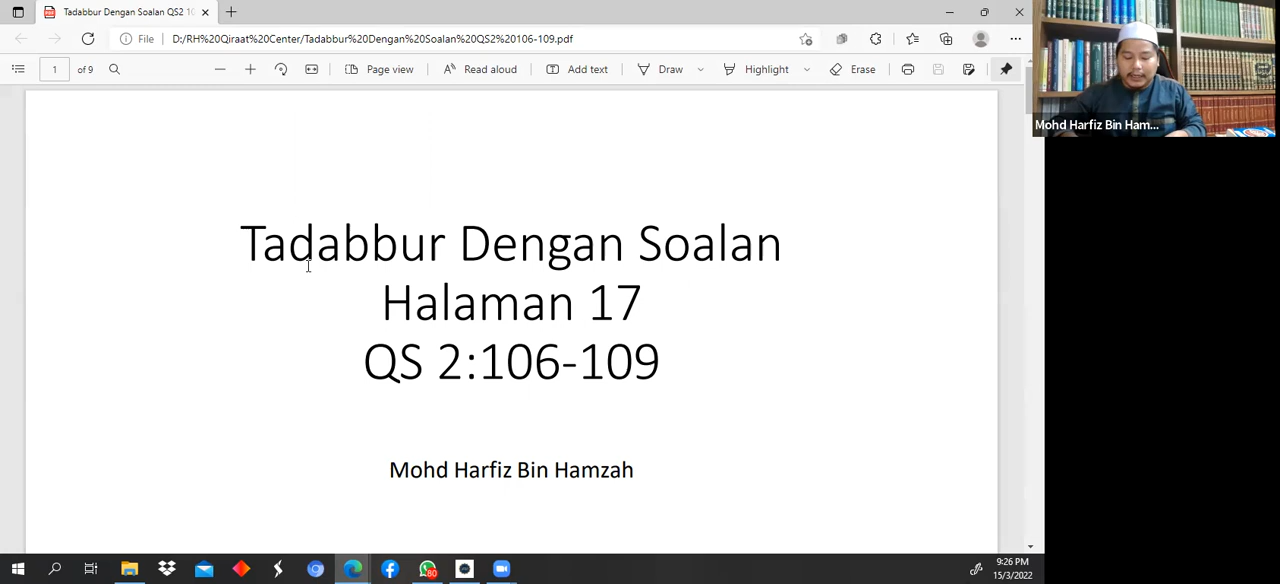 Tadabbur Dengan Soalan QS2 10
File
D:/RH%20Qiraat%20Center/Tadabbur%20Dengan%20Soalan%20QS2%20106-109.pdf
1 of 9
Page view
Read aloud
Add text
Draw
Highlight
Erase
Mohd Harfiz Bin Ham...
Tadabbur Dengan Soalan
Halaman 17
QS 2:106-109
Mohd Harfiz Bin Hamzah
80
9:26 PM
15/3/2022